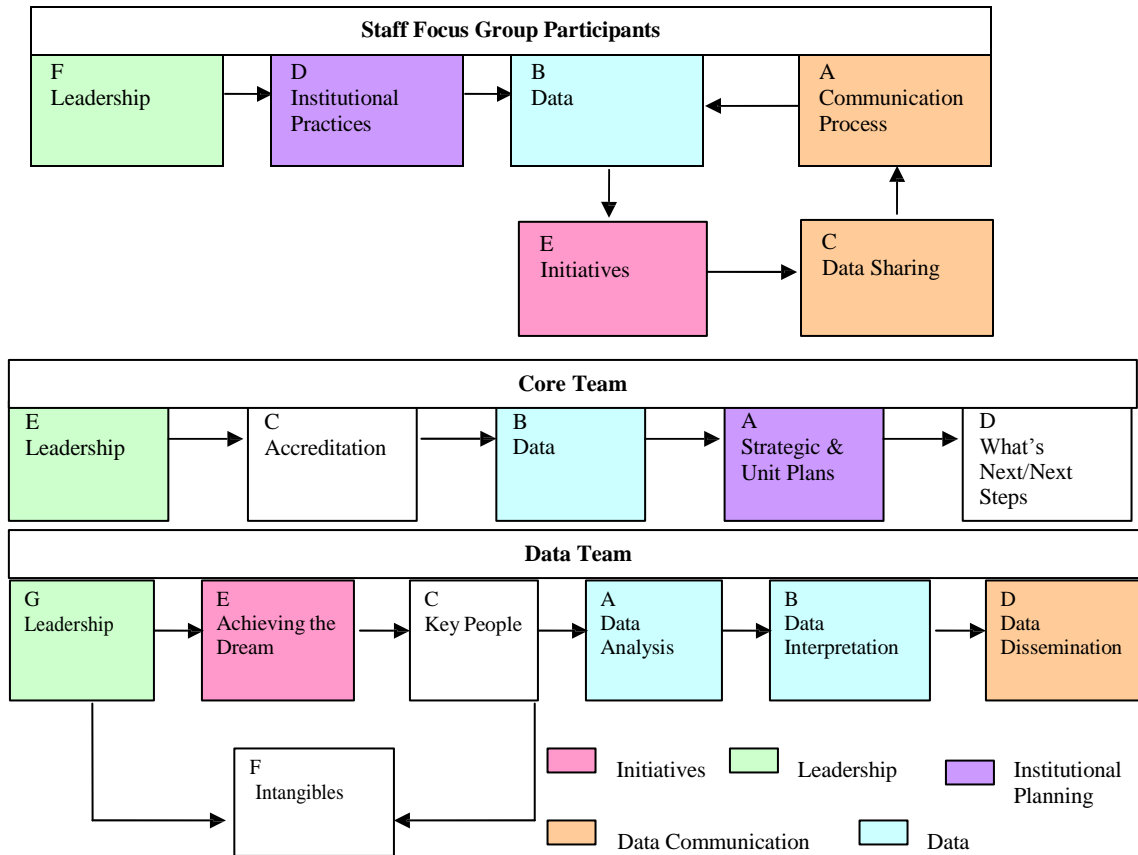 Staff Focus Group Participants
F
Leadership
D
Institutional
Practices
B
Data
A
Communication
Process
E
Initiatives
C
Data Sharing
Core Team
E
Leadership
C
Accreditation
B
Data
A
Strategic &
Unit Plans
D
What's
Next/Next
Steps
Data Team
G
Leadership
E
Achieving the
Dream
C
Key People
A
Data
Analysis
B
Data
Interpretation
D
Data
Dissemination
F
Intangibles
Initiatives
Leadership
Institutional
Planning
Data Communication
Data